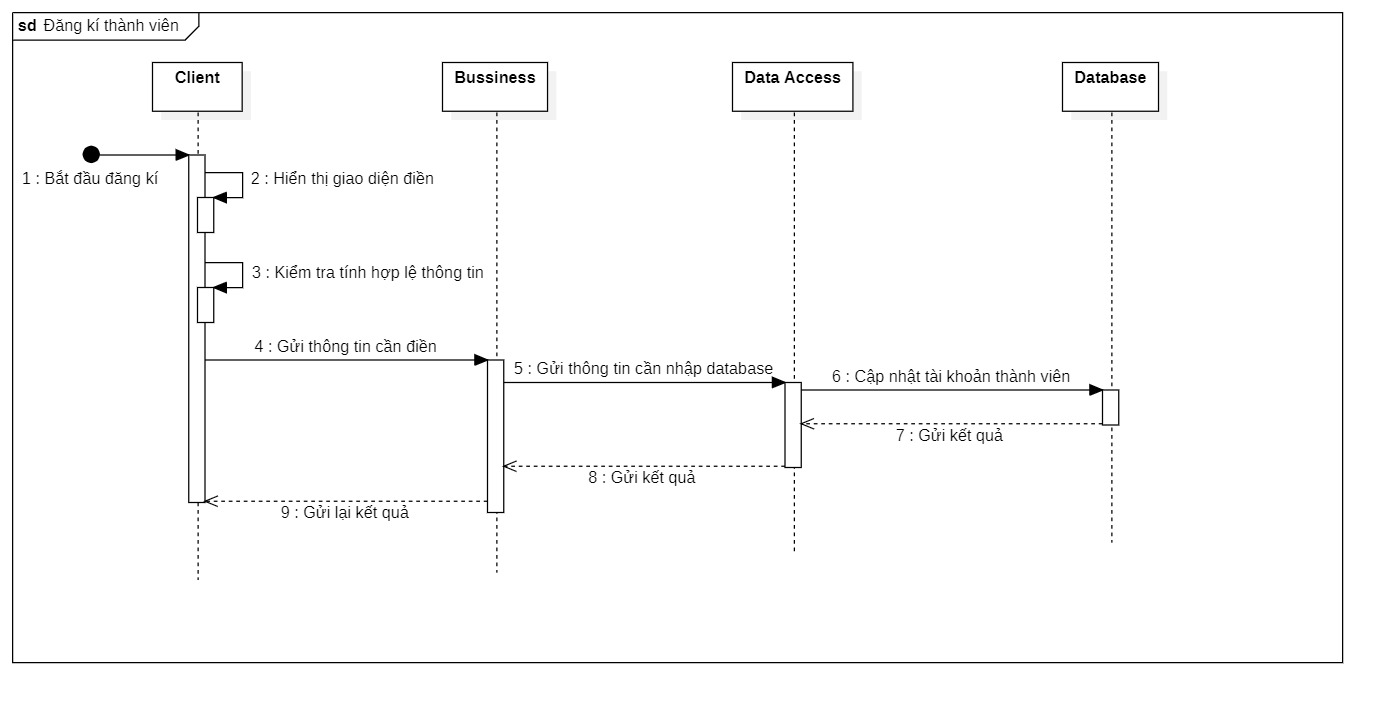 sd Đăng kí thành viên
Client
Bussiness
Data Access
Database
1 : Bắt đầu đăng kí
2 : Hiển thị giao diện điền
3 : Kiểm tra tính hợp lệ thông tin
4 : Gửi thông tin cần điền
5 : Gửi thông tin cần nhập database
6 : Cập nhật tài khoản thành viên
7 : Gửi kết quả
8 : Gửi kết quả
9 : Gửi lại kết quả